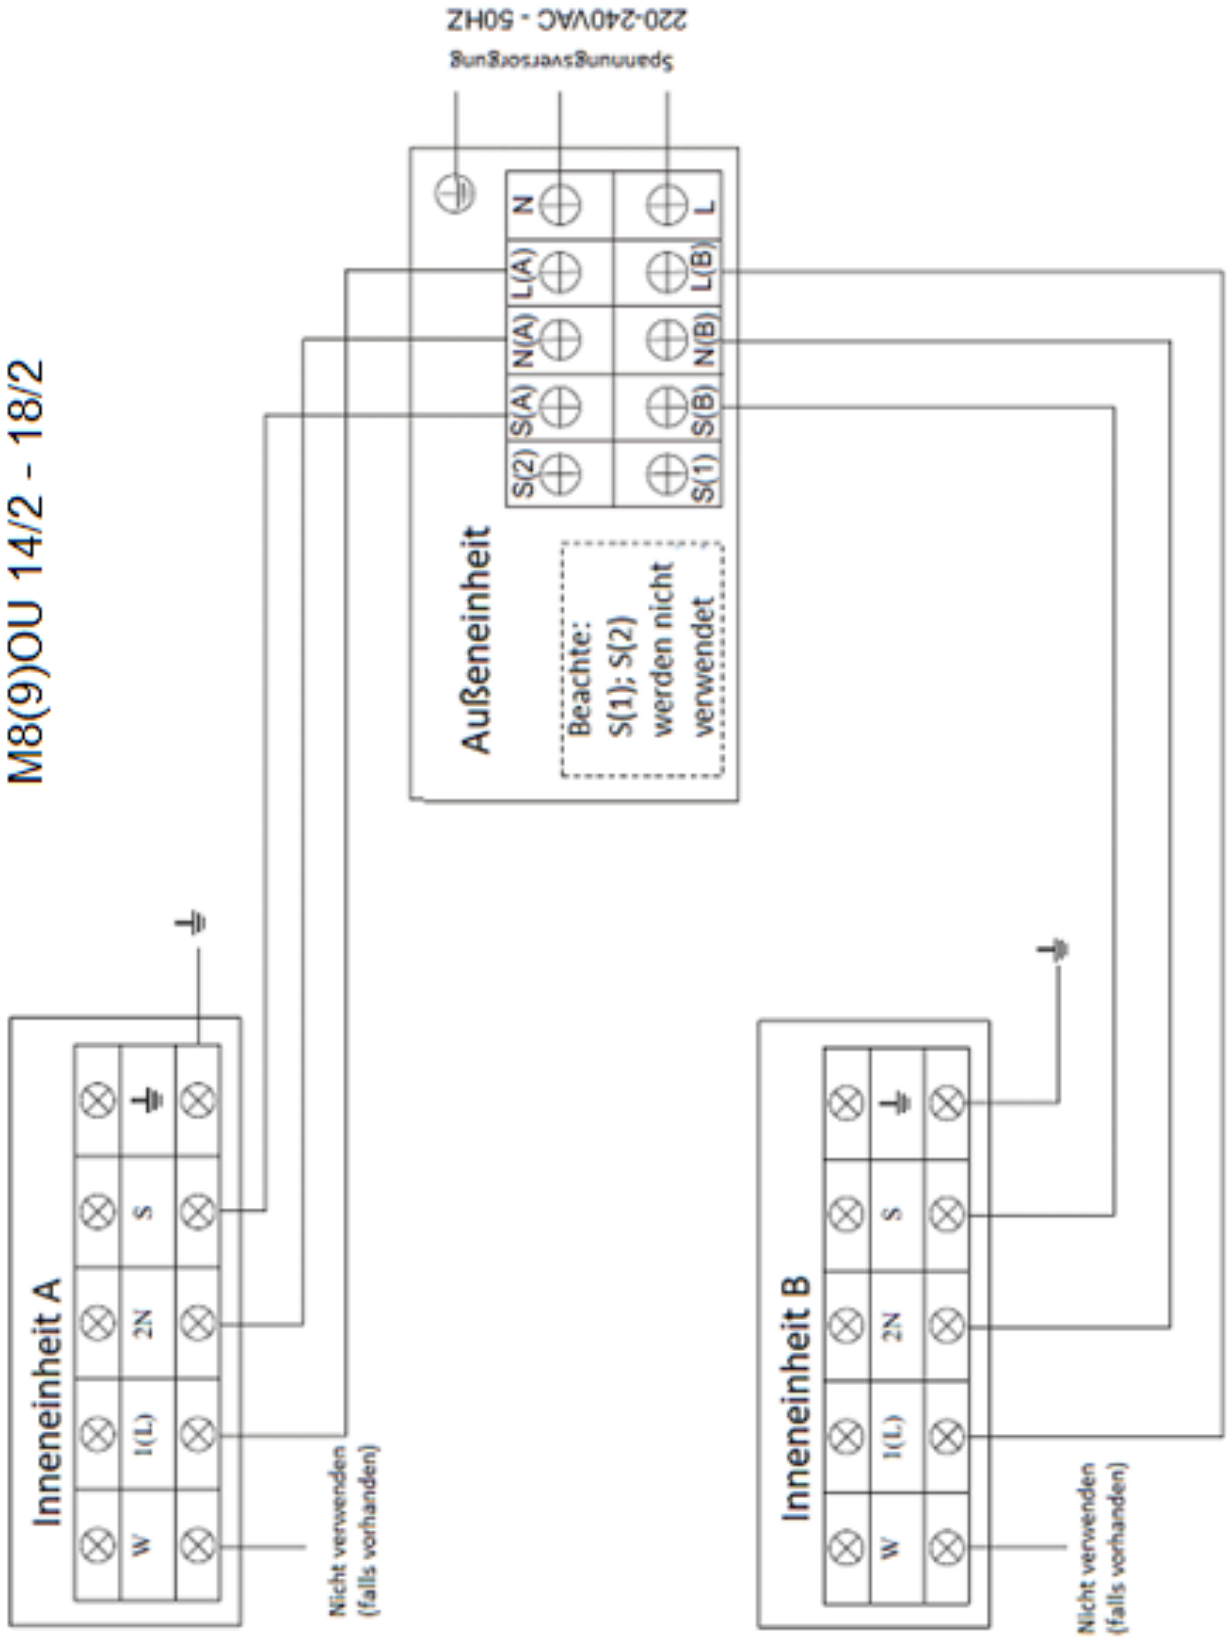 M8(9)OU 14/2 - 18/2
Inneneinheit A
W 1(L) 2N S
Nicht verwenden
(falls vorhanden)
Außeneinheit
S(2) S(A) N(A) L(A) N
S(1) S(B) N(B) L(B) L
Beachte:
S(1); S(2)
werden nicht
verwendet
Spannungsversorgung
220-240VAC - 50HZ
Inneneinheit B
W 1(L) 2N S
Nicht verwenden
(falls vorhanden)